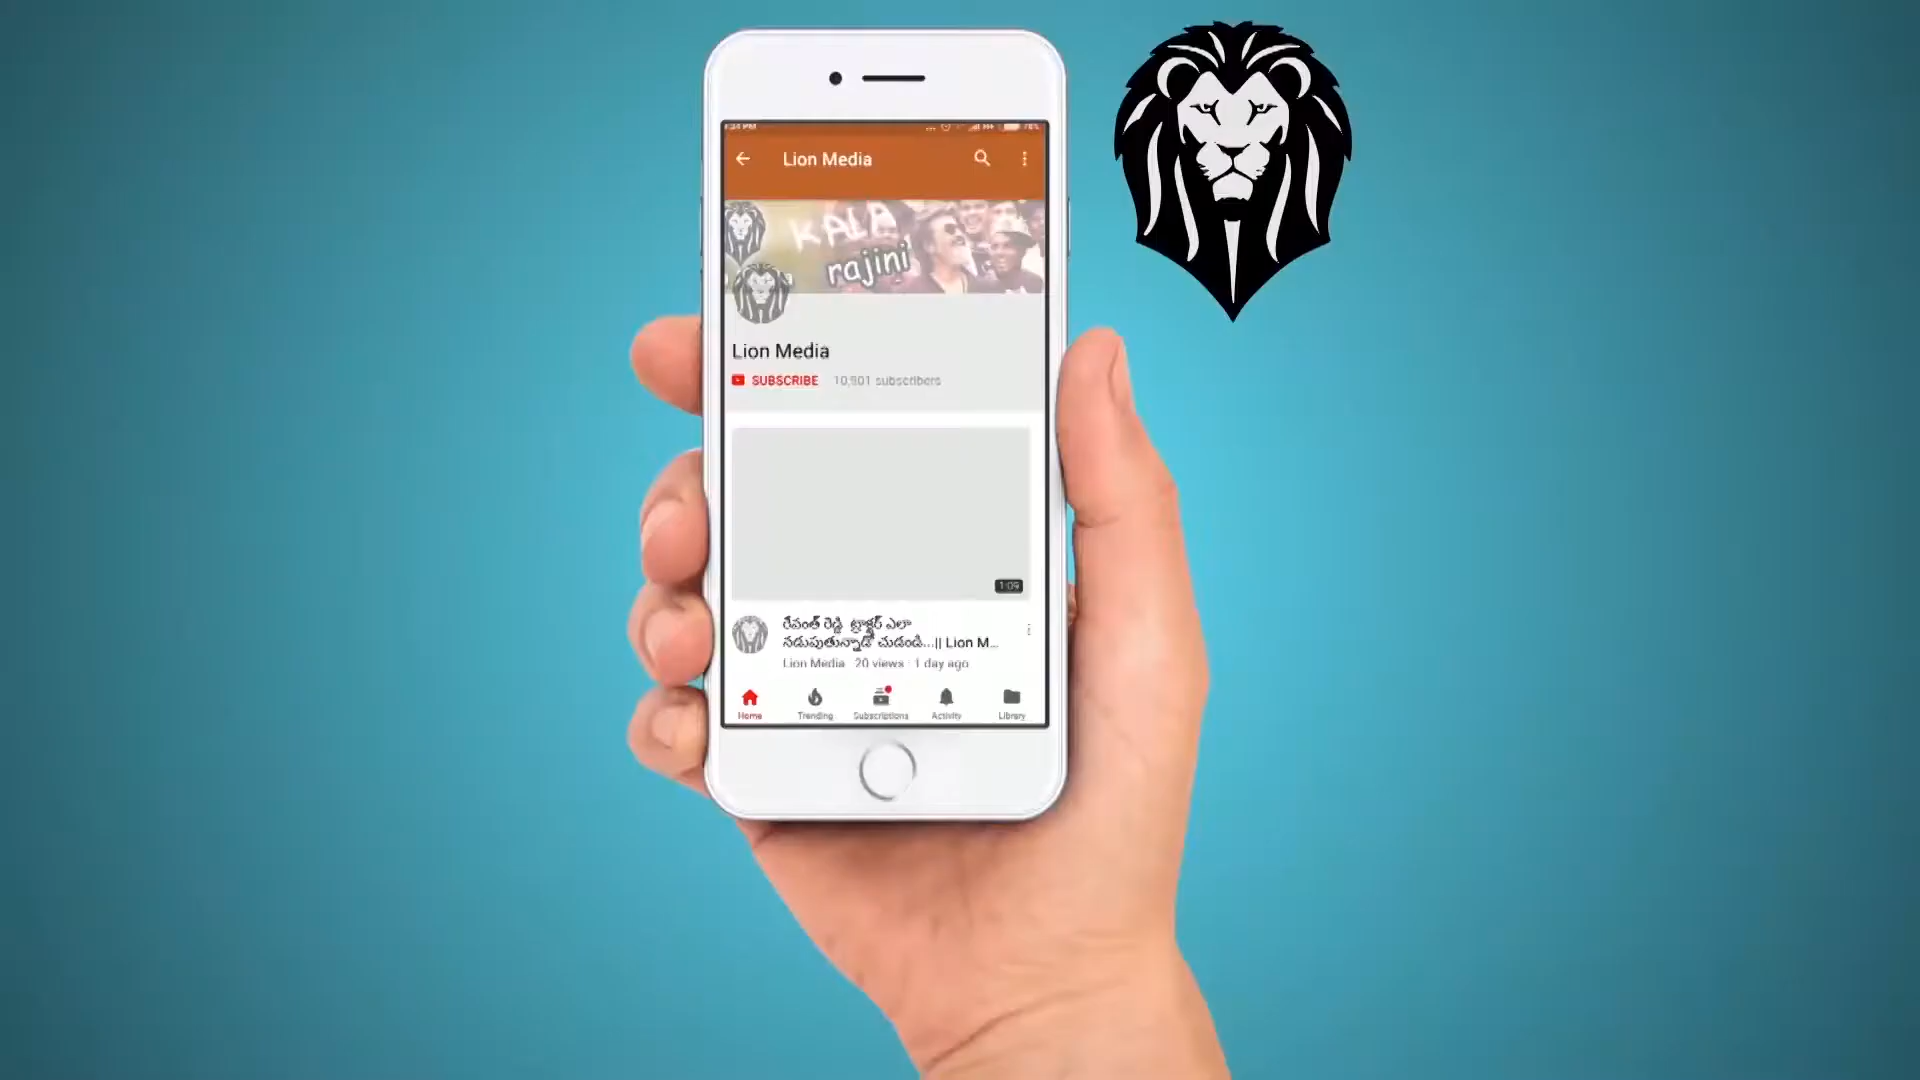 Lion Media
KALA
rajini
Lion Media
SUBSCRIBE 10,901 subscribers
1:09
రేవంత్ రెడ్డి ట్రాక్టర్ ఎలా
నడుపుతున్నాడో చుడండి...|| Lion M...
Lion Media 20 views · 1 day ago
Home Trending Subscriptions Activity Library